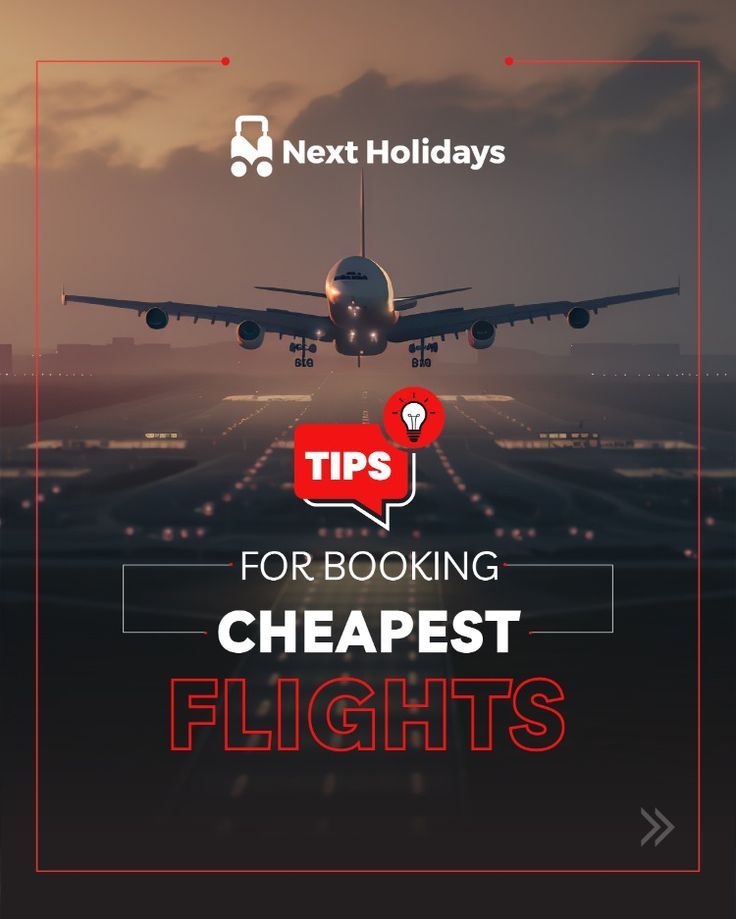 Next Holidays
TIPS
FOR BOOKING
CHEAPEST
FLIGHTS